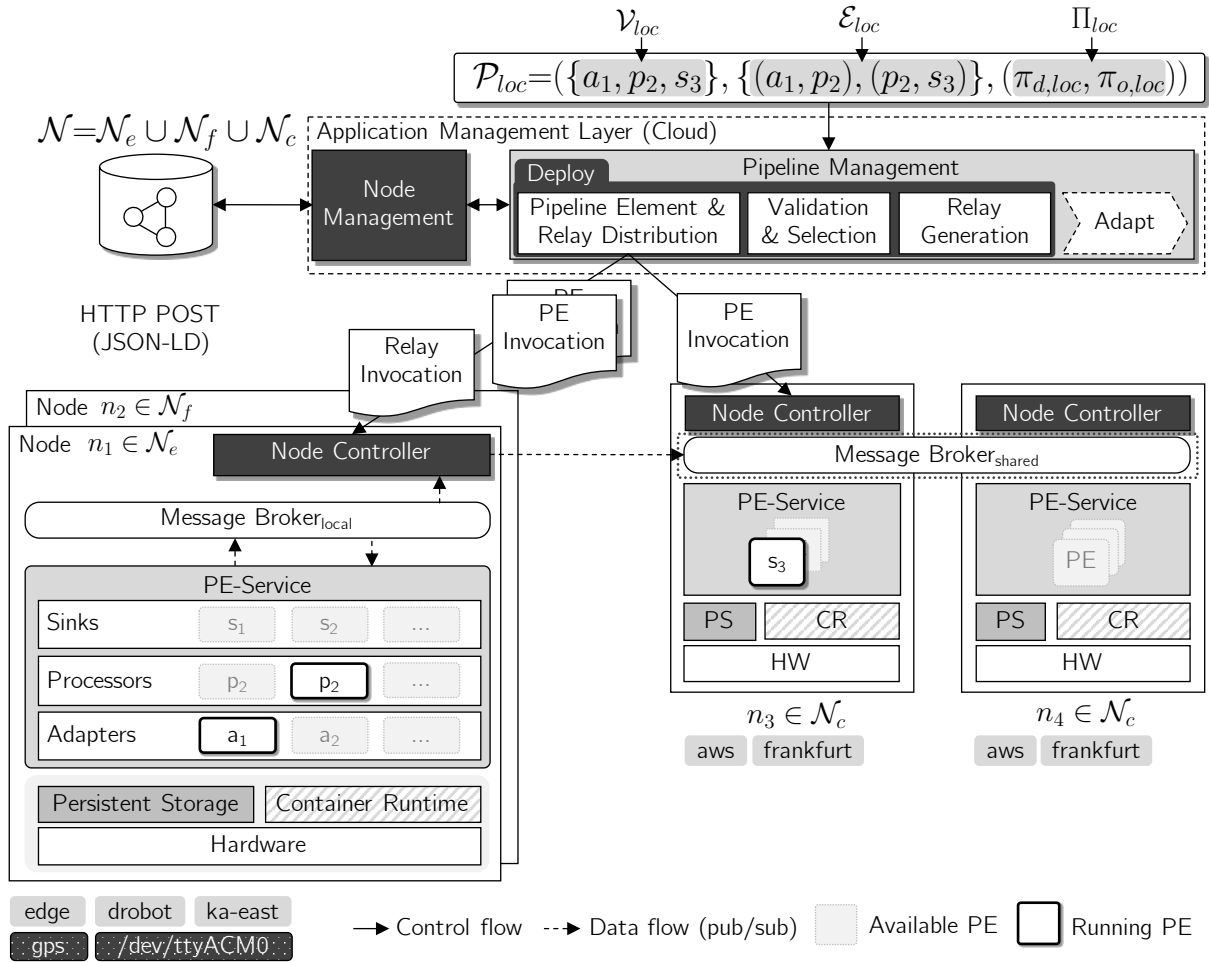 𝒱_loc
ℰ_loc
Π_loc
𝒫_loc=({a_1, p_2, s_3}, {(a_1, p_2), (p_2, s_3)}, (π_d,loc, π_o,loc))
𝒩=𝒩_e ∪ 𝒩_f ∪ 𝒩_c
Application Management Layer (Cloud)
Node
Management
Pipeline Management
Deploy
Pipeline Element &
Relay Distribution
Validation
& Selection
Relay
Generation
Adapt
HTTP POST
(JSON-LD)
Relay
Invocation
PE
PE
Invocation
PE
Invocation
Node n_2 ∈ 𝒩_f
Node n_1 ∈ 𝒩_e
Node Controller
Message Broker_local
PE-Service
Sinks
s_1
s_2
...
Processors
p_2
p_2
...
Adapters
a_1
a_2
...
Persistent Storage
Container Runtime
Hardware
edge
drobot
ka-east
gps
/dev/ttyACM0
Node Controller
Node Controller
Message Broker_shared
PE-Service
s_3
PS
CR
HW
n_3 ∈ 𝒩_c
aws
frankfurt
PE-Service
PE
PS
CR
HW
n_4 ∈ 𝒩_c
aws
frankfurt
Control flow
Data flow (pub/sub)
Available PE
Running PE